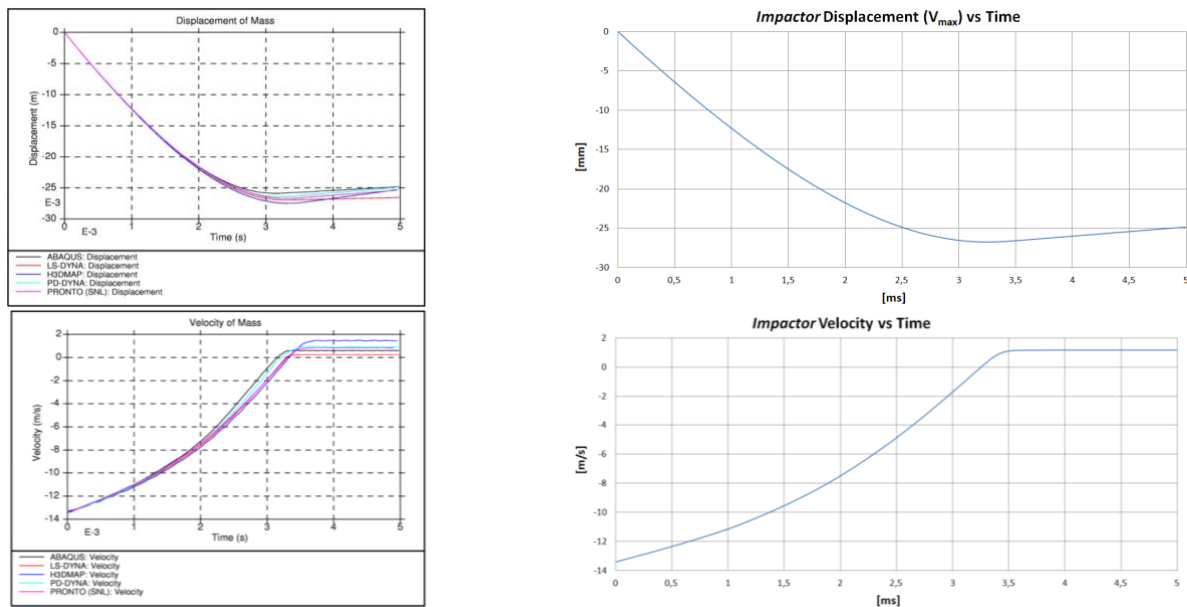 Displacement of Mass
0
-5
-10
-15
-20
-25
E-3
-30
Displacement (m)
0 1 2 3 4 5
E-3
Time (s)
ABAQUS: Displacement
LS-DYNA: Displacement
H3DMAP: Displacement
PD-DYNA: Displacement
PRONTO (SNL): Displacement
Impactor Displacement (Vmax) vs Time
0
-5
-10
-15
-20
-25
-30
[mm]
0 0,5 1 1,5 2 2,5 3 3,5 4 4,5 5
[ms]
Velocity of Mass
2
0
-2
-4
-6
-8
-10
-12
-14
Velocity (m/s)
0 1 2 3 4 5
E-3
Time (s)
ABAQUS: Velocity
LS-DYNA: Velocity
H3DMAP: Velocity
PD-DYNA: Velocity
PRONTO (SNL): Velocity
Impactor Velocity vs Time
2
0
-2
-4
-6
-8
-10
-12
-14
[m/s]
0 0,5 1 1,5 2 2,5 3 3,5 4 4,5 5
[ms]